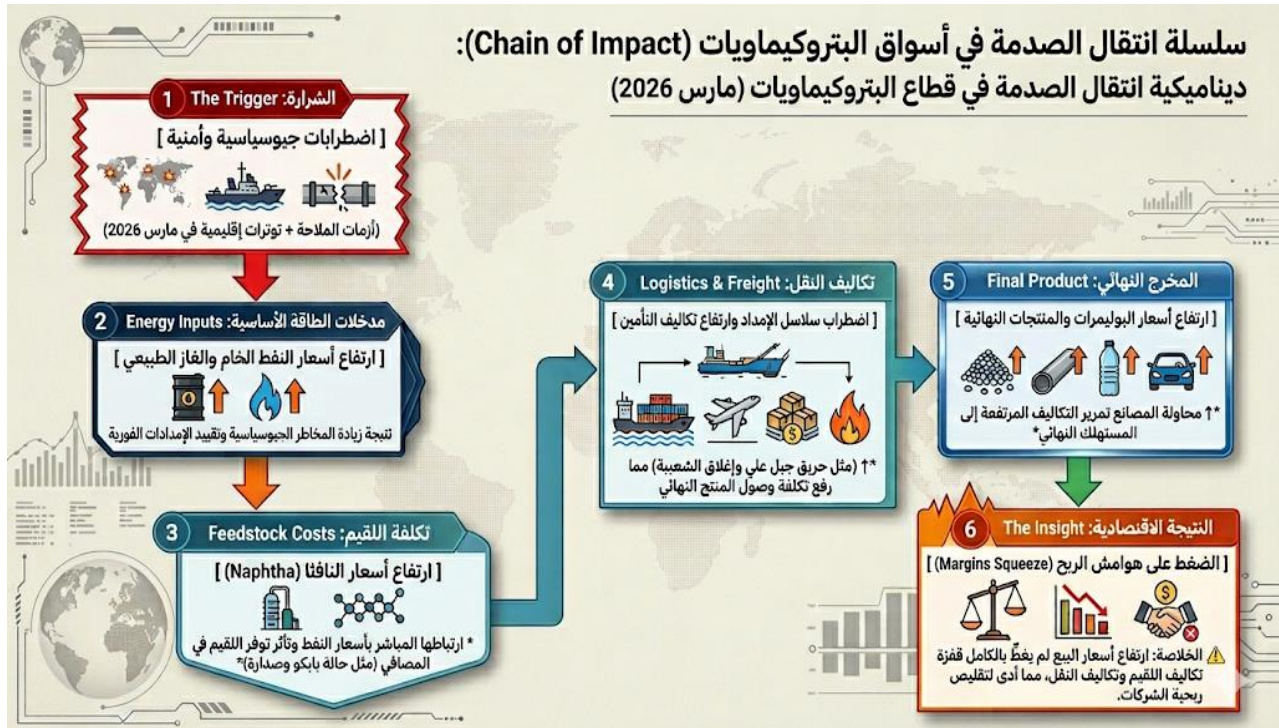 سلسلة انتقال الصدمة في أسواق البتروكيماويات (Chain of Impact):
ديناميكية انتقال الصدمة في قطاع البتروكيماويات (مارس 2026)
1 الشرارة: The Trigger
[ اضطرابات جيوسياسية وأمنية ]
(أزمات الملاحة + توترات إقليمية في مارس 2026)
2 مدخلات الطاقة الأساسية: Energy Inputs
[ ارتفاع أسعار النفط الخام والغاز الطبيعي ]
نتيجة زيادة المخاطر الجيوسياسية وتقييد الإمدادات الفورية
3 تكلفة اللقيم: Feedstock Costs
[ ارتفاع أسعار النافثا (Naphtha) ]
* ارتباطها المباشر بأسعار النفط وتأثر توفر اللقيم في
المصافي (مثل حالة بابكو وصدارة)*
4 تكاليف النقل: Logistics & Freight
[ اضطراب سلاسل الإمداد وارتفاع تكاليف التأمين ]
$
*↑ (مثل حريق جبل علي وإغلاق الشعيبة) مما
رفع تكلفة وصول المنتج النهائي
5 المخرج النهائي: Final Product
[ ارتفاع أسعار البوليمرات والمنتجات النهائية ]
*↑ محاولة المصانع تمرير التكاليف المرتفعة إلى
المستهلك النهائي*
6 النتيجة الاقتصادية: The Insight
[ الضغط على هوامش الربح (Margins Squeeze) ]
$
الخلاصة: ارتفاع أسعار البيع لم يغطِّ بالكامل قفزة
تكاليف اللقيم وتكاليف النقل، مما أدى لتقليص
ربحية الشركات.